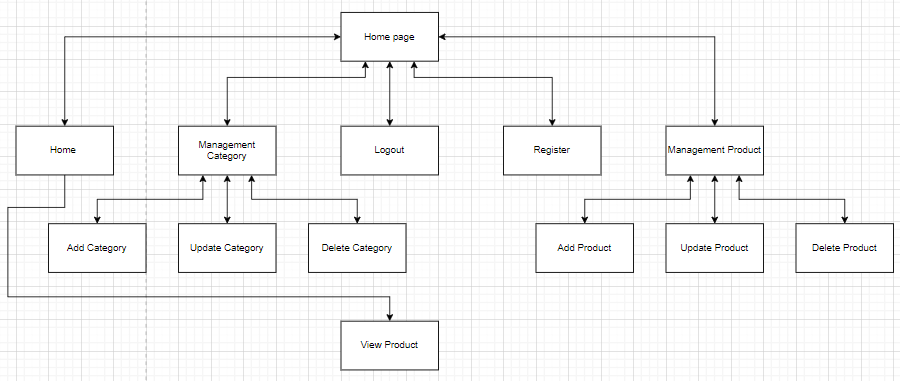 Home page
Home
Management
Category
Logout
Register
Management Product
Add Category
Update Category
Delete Category
Add Product
Update Product
Delete Product
View Product